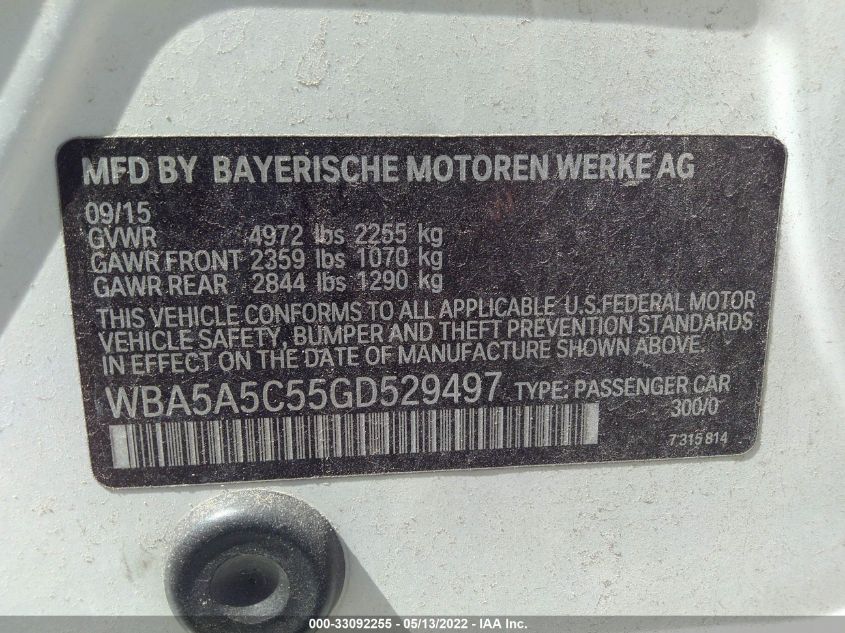 MFD BY BAYERISCHE MOTOREN WERKE AG
09/15
GVWR 4972 lbs 2255 kg
GAWR FRONT 2359 lbs 1070 kg
GAWR REAR 2844 lbs 1290 kg
THIS VEHICLE CONFORMS TO ALL APPLICABLE U.S.FEDERAL MOTOR
VEHICLE SAFETY, BUMPER AND THEFT PREVENTION STANDARDS
IN EFFECT ON THE DATE OF MANUFACTURE SHOWN ABOVE.
WBA5A5C55GD529497 TYPE: PASSENGER CAR
300/0
7315814
000-33092255 - 05/13/2022 - IAA Inc.